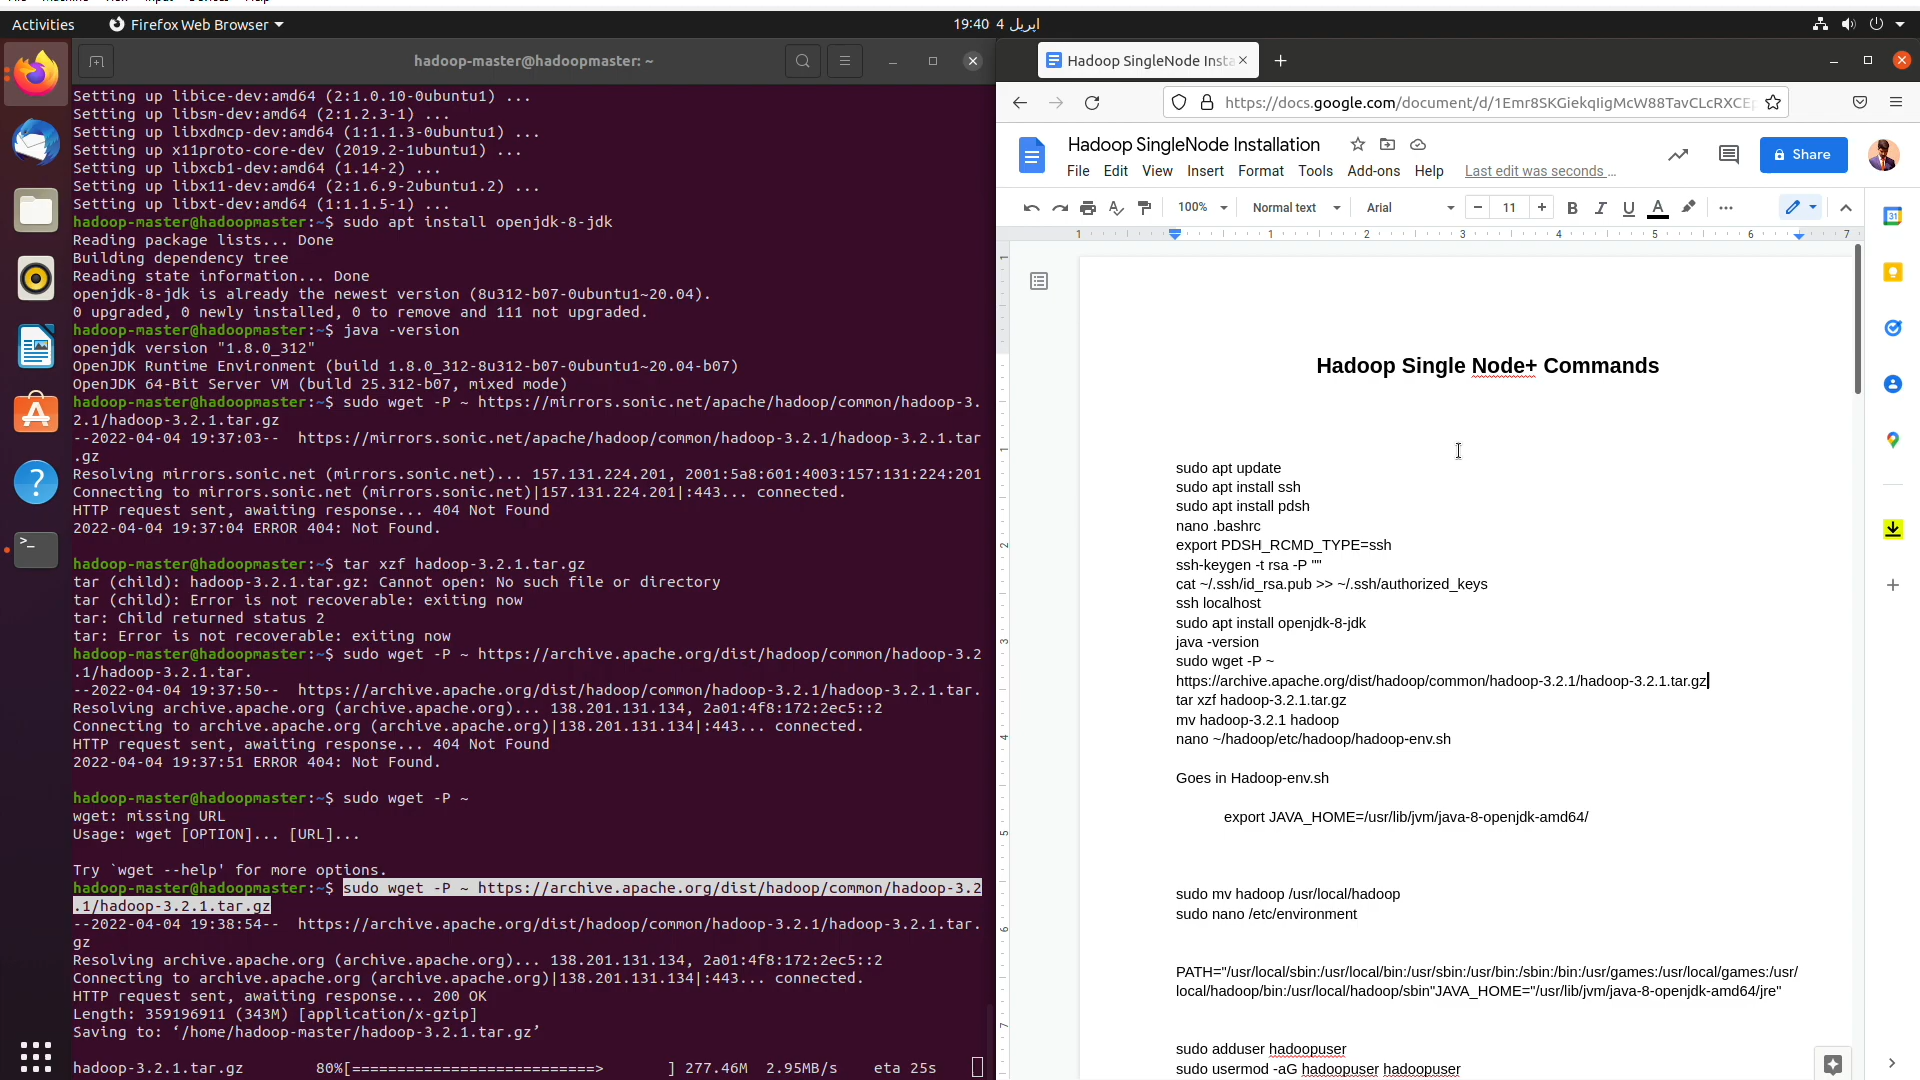 Activities
Firefox Web Browser
19:40 4 اپریل
hadoop-master@hadoopmaster: ~
Setting up libice-dev:amd64 (2:1.0.10-0ubuntu1) ...
Setting up libsm-dev:amd64 (2:1.2.3-1) ...
Setting up libxdmcp-dev:amd64 (1:1.1.3-0ubuntu1) ...
Setting up x11proto-core-dev (2019.2-1ubuntu1) ...
Setting up libxcb1-dev:amd64 (1.14-2) ...
Setting up libx11-dev:amd64 (2:1.6.9-2ubuntu1.2) ...
Setting up libxt-dev:amd64 (1:1.1.5-1) ...
hadoop-master@hadoopmaster:~$ sudo apt install openjdk-8-jdk
Reading package lists... Done
Building dependency tree
Reading state information... Done
openjdk-8-jdk is already the newest version (8u312-b07-0ubuntu1~20.04).
0 upgraded, 0 newly installed, 0 to remove and 111 not upgraded.
hadoop-master@hadoopmaster:~$ java -version
openjdk version "1.8.0_312"
OpenJDK Runtime Environment (build 1.8.0_312-8u312-b07-0ubuntu1~20.04-b07)
OpenJDK 64-Bit Server VM (build 25.312-b07, mixed mode)
hadoop-master@hadoopmaster:~$ sudo wget -P ~ https://mirrors.sonic.net/apache/hadoop/common/hadoop-3.
2.1/hadoop-3.2.1.tar.gz
--2022-04-04 19:37:03-- https://mirrors.sonic.net/apache/hadoop/common/hadoop-3.2.1/hadoop-3.2.1.tar
.gz
Resolving mirrors.sonic.net (mirrors.sonic.net)... 157.131.224.201, 2001:5a8:601:4003:157:131:224:201
Connecting to mirrors.sonic.net (mirrors.sonic.net)|157.131.224.201|:443... connected.
HTTP request sent, awaiting response... 404 Not Found
2022-04-04 19:37:04 ERROR 404: Not Found.
hadoop-master@hadoopmaster:~$ tar xzf hadoop-3.2.1.tar.gz
tar (child): hadoop-3.2.1.tar.gz: Cannot open: No such file or directory
tar (child): Error is not recoverable: exiting now
tar: Child returned status 2
tar: Error is not recoverable: exiting now
hadoop-master@hadoopmaster:~$ sudo wget -P ~ https://archive.apache.org/dist/hadoop/common/hadoop-3.2
.1/hadoop-3.2.1.tar.
--2022-04-04 19:37:50-- https://archive.apache.org/dist/hadoop/common/hadoop-3.2.1/hadoop-3.2.1.tar.
Resolving archive.apache.org (archive.apache.org)... 138.201.131.134, 2a01:4f8:172:2ec5::2
Connecting to archive.apache.org (archive.apache.org)|138.201.131.134|:443... connected.
HTTP request sent, awaiting response... 404 Not Found
2022-04-04 19:37:51 ERROR 404: Not Found.
hadoop-master@hadoopmaster:~$ sudo wget -P ~
wget: missing URL
Usage: wget [OPTION]... [URL]...
Try `wget --help' for more options.
hadoop-master@hadoopmaster:~$ sudo wget -P ~ https://archive.apache.org/dist/hadoop/common/hadoop-3.2
.1/hadoop-3.2.1.tar.gz
--2022-04-04 19:38:54-- https://archive.apache.org/dist/hadoop/common/hadoop-3.2.1/hadoop-3.2.1.tar.
gz
Resolving archive.apache.org (archive.apache.org)... 138.201.131.134, 2a01:4f8:172:2ec5::2
Connecting to archive.apache.org (archive.apache.org)|138.201.131.134|:443... connected.
HTTP request sent, awaiting response... 200 OK
Length: 359196911 (343M) [application/x-gzip]
Saving to: ‘/home/hadoop-master/hadoop-3.2.1.tar.gz’
hadoop-3.2.1.tar.gz 80%[===========================> ] 277.46M 2.95MB/s eta 25s
Hadoop SingleNode Insta
https://docs.google.com/document/d/1Emr8SKGiekqligMcW88TavCLcRXCEp
Hadoop SingleNode Installation
File Edit View Insert Format Tools Add-ons Help Last edit was seconds ...
Share
100% Normal text Arial 11 B I U A
1 1 2 3 4 5 6 7
Hadoop Single Node+ Commands
sudo apt update
sudo apt install ssh
sudo apt install pdsh
nano .bashrc
export PDSH_RCMD_TYPE=ssh
ssh-keygen -t rsa -P ""
cat ~/.ssh/id_rsa.pub >> ~/.ssh/authorized_keys
ssh localhost
sudo apt install openjdk-8-jdk
java -version
sudo wget -P ~
https://archive.apache.org/dist/hadoop/common/hadoop-3.2.1/hadoop-3.2.1.tar.gz
tar xzf hadoop-3.2.1.tar.gz
mv hadoop-3.2.1 hadoop
nano ~/hadoop/etc/hadoop/hadoop-env.sh
Goes in Hadoop-env.sh
export JAVA_HOME=/usr/lib/jvm/java-8-openjdk-amd64/
sudo mv hadoop /usr/local/hadoop
sudo nano /etc/environment
PATH="/usr/local/sbin:/usr/local/bin:/usr/sbin:/usr/bin:/sbin:/bin:/usr/games:/usr/local/games:/usr/
local/hadoop/bin:/usr/local/hadoop/sbin"JAVA_HOME="/usr/lib/jvm/java-8-openjdk-amd64/jre"
sudo adduser hadoopuser
sudo usermod -aG hadoopuser hadoopuser